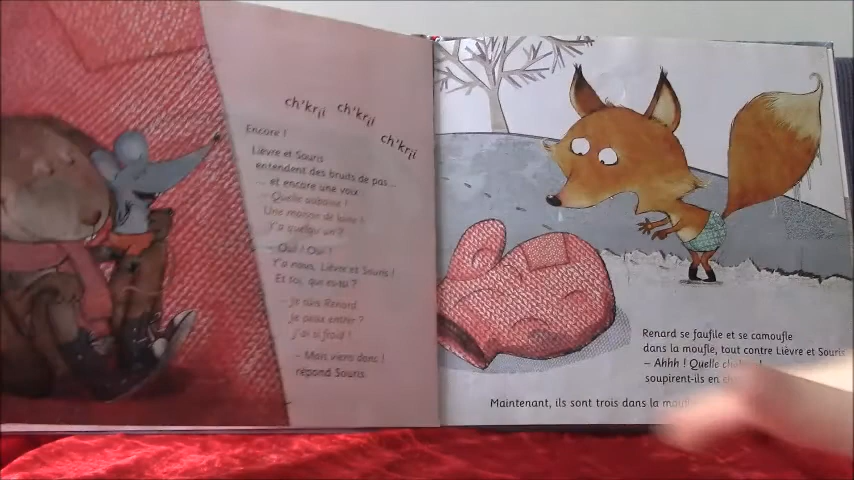 ch'krii ch'krii ch'krii
Encore !
Lièvre et Souris
entendent des bruits de pas...
... et encore une voix.
– Quelle aubaine !
Une maison de laine !
Y'a quelqu'un ?
– Oui ! Oui !
Y'a nous, Lièvre et Souris !
Et toi, qui es-tu ?
– Je suis Renard.
Je peux entrer ?
J'ai si froid !
– Mais viens donc !
répond Souris.
Renard se faufile et se camoufle
dans la moufle, tout contre Lièvre et Souris
– Ahhh ! Quelle
soupirent-ils en
Maintenant, ils sont trois dans la